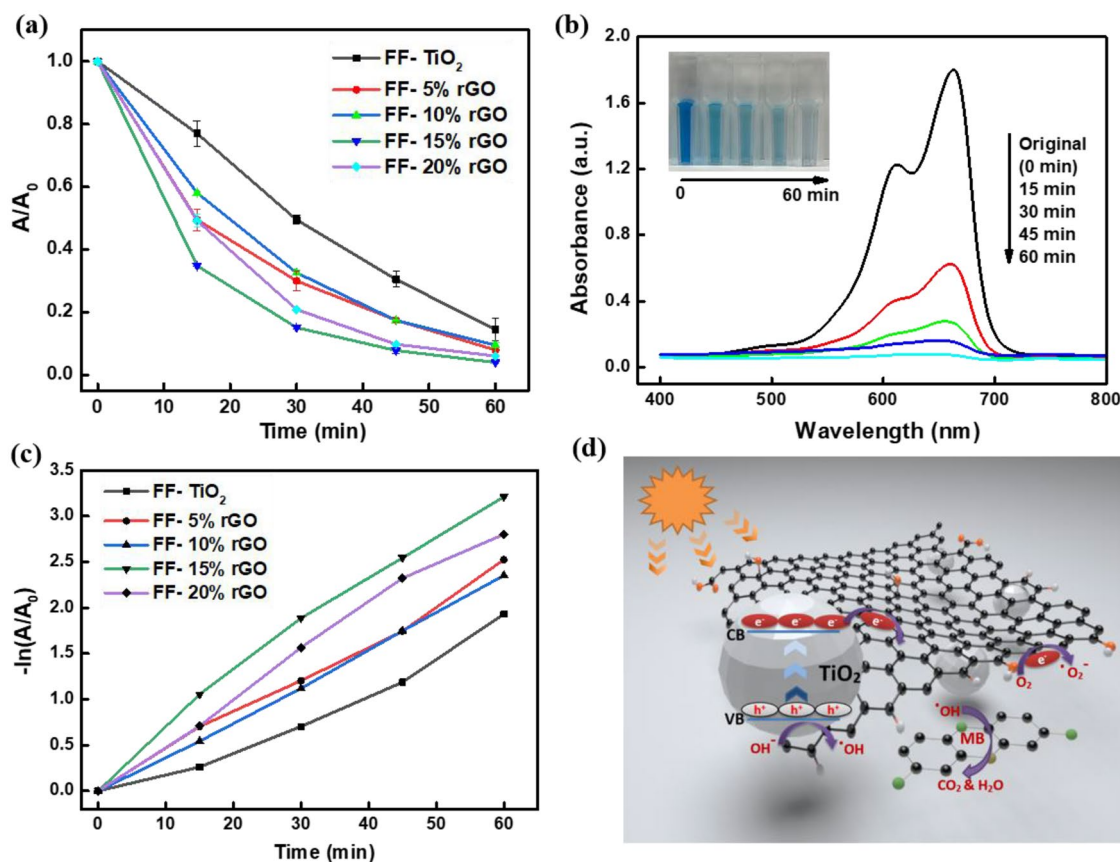 (a)
FF- TiO₂
FF- 5% rGO
FF- 10% rGO
FF- 15% rGO
FF- 20% rGO
A/A₀
1.0
0.8
0.6
0.4
0.2
0.0
0
10
20
30
40
50
60
Time (min)
(b)
Absorbance (a.u.)
2.0
1.6
1.2
0.8
0.4
0.0
0
60 min
Original
(0 min)
15 min
30 min
45 min
60 min
400
500
600
700
800
Wavelength (nm)
(c)
FF- TiO₂
FF- 5% rGO
FF- 10% rGO
FF- 15% rGO
FF- 20% rGO
-ln(A/A₀)
3.5
3.0
2.5
2.0
1.5
1.0
0.5
0.0
0
10
20
30
40
50
60
Time (min)
(d)
e⁻ e⁻ e⁻ e⁻
CB
TiO₂
h⁺ h⁺ h⁺
VB
OH⁻ •OH
e⁻
O₂ •O₂⁻
•OH
MB
CO₂ & H₂O